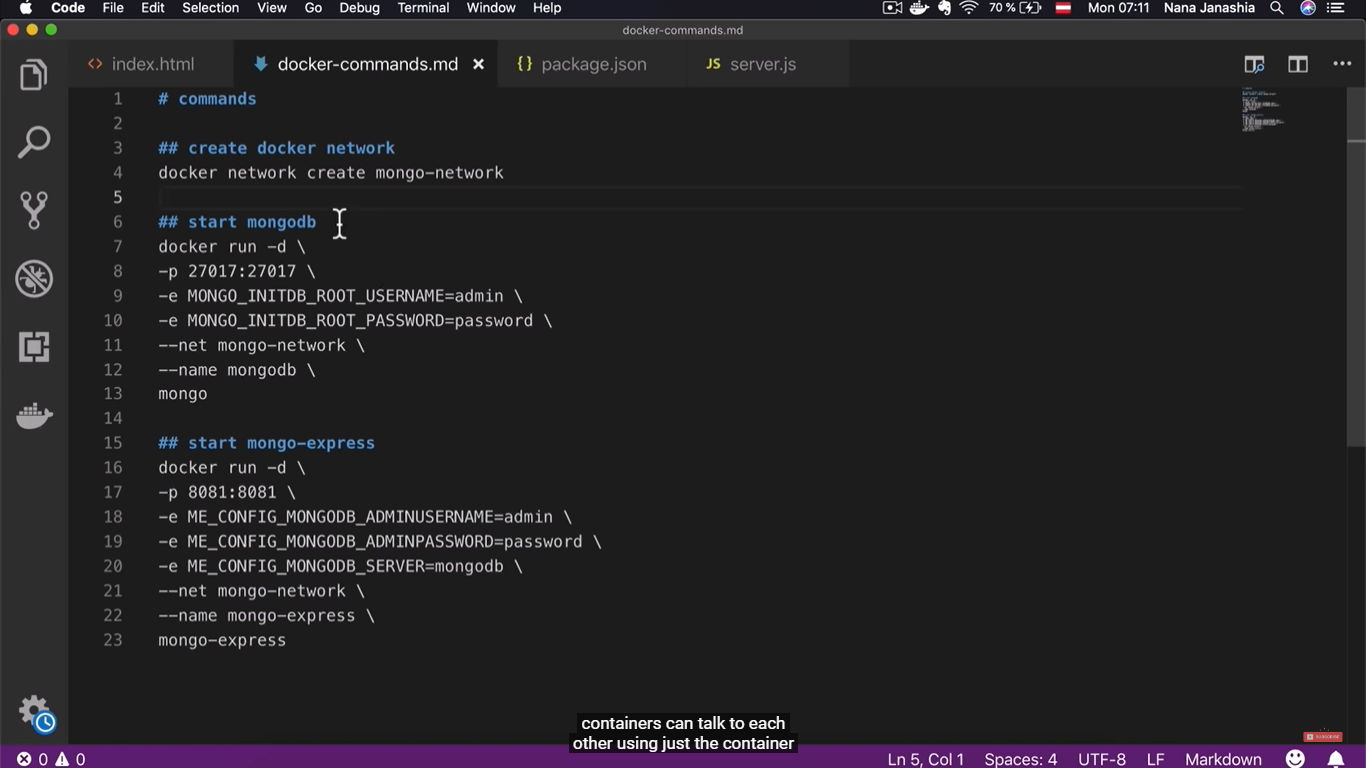 Code File Edit Selection View Go Debug Terminal Window Help 70 % Mon 07:11 Nana Janashia
docker-commands.md
<> index.html docker-commands.md × {} package.json JS server.js
1 # commands
2
3 ## create docker network
4 docker network create mongo-network
5
6 ## start mongodb
7 docker run -d \
8 -p 27017:27017 \
9 -e MONGO_INITDB_ROOT_USERNAME=admin \
10 -e MONGO_INITDB_ROOT_PASSWORD=password \
11 --net mongo-network \
12 --name mongodb \
13 mongo
14
15 ## start mongo-express
16 docker run -d \
17 -p 8081:8081 \
18 -e ME_CONFIG_MONGODB_ADMINUSERNAME=admin \
19 -e ME_CONFIG_MONGODB_ADMINPASSWORD=password \
20 -e ME_CONFIG_MONGODB_SERVER=mongodb \
21 --net mongo-network \
22 --name mongo-express \
23 mongo-express
containers can talk to each
other using just the container
SUBSCRIBE
0 0 Ln 5, Col 1 Spaces: 4 UTF-8 LF Markdown